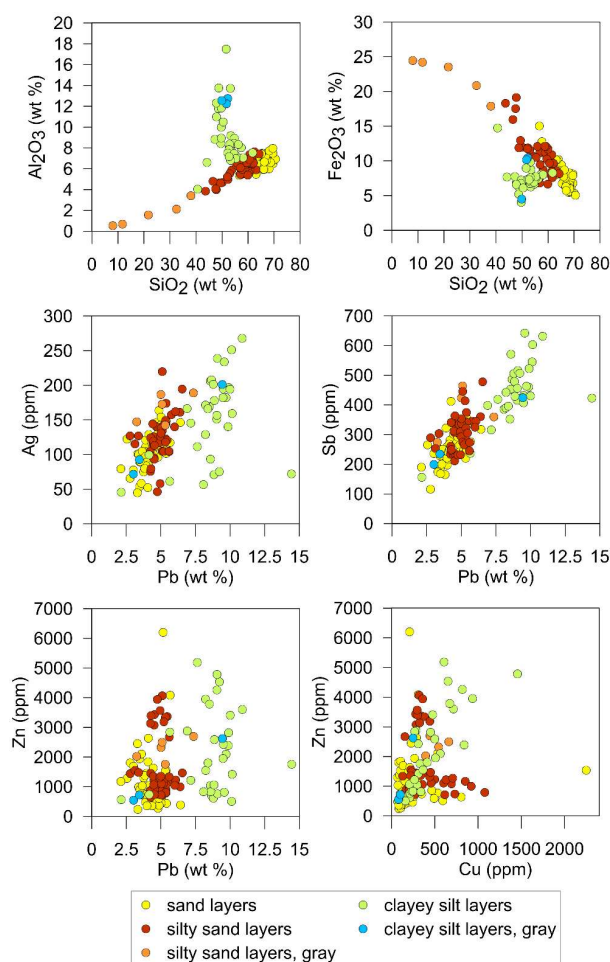 20
18
16
14
12
10
8
6
4
2
0
Al2O3 (wt %)
0 10 20 30 40 50 60 70 80
SiO2 (wt %)
30
25
20
15
10
5
0
Fe2O3 (wt %)
0 10 20 30 40 50 60 70 80
SiO2 (wt %)
300
250
200
150
100
50
0
Ag (ppm)
0 2.5 5 7.5 10 12.5 15
Pb (wt %)
700
600
500
400
300
200
100
0
Sb (ppm)
0 2.5 5 7.5 10 12.5 15
Pb (wt %)
7000
6000
5000
4000
3000
2000
1000
0
Zn (ppm)
0 2.5 5 7.5 10 12.5 15
Pb (wt %)
7000
6000
5000
4000
3000
2000
1000
0
Zn (ppm)
0 500 1000 2000
Cu (ppm)
sand layers
silty sand layers
silty sand layers, gray
clayey silt layers
clayey silt layers, gray